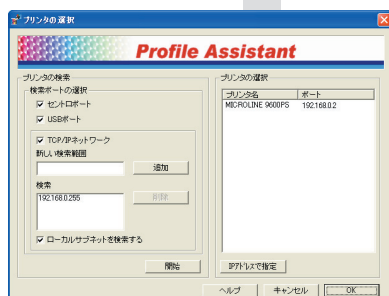 プリンタの選択
Profile Assistant
プリンタの検索
検索ポートの選択
セントロポート
USBポート
TCP/IPネットワーク
新しい検索範囲
追加
検索
192.168.0.255
削除
ローカルサブネットを検索する
開始
プリンタの選択
プリンタ名 ポート
MICROLINE 9600PS 192.168.0.2
IPアドレスで指定
ヘルプ キャンセル OK